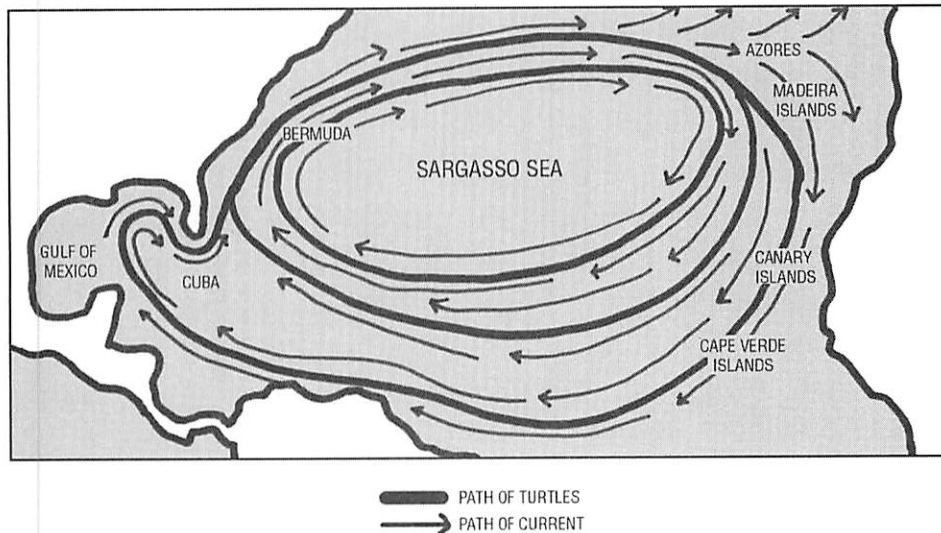 AZORES
MADEIRA
ISLANDS
BERMUDA
SARGASSO SEA
GULF OF
MEXICO
CUBA
CANARY
ISLANDS
CAPE VERDE
ISLANDS
PATH OF TURTLES
PATH OF CURRENT